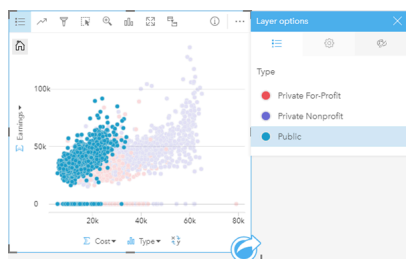 Layer options
Type
Private For-Profit
Private Nonprofit
Public
Earnings
100k
50k
0
20k
40k
60k
80k
Cost
Type